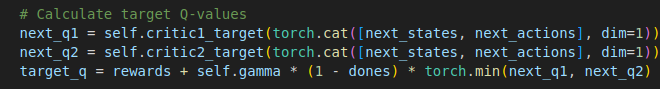 # Calculate target Q-values
next_q1 = self.critic1_target(torch.cat([next_states, next_actions], dim=1))
next_q2 = self.critic2_target(torch.cat([next_states, next_actions], dim=1))
target_q = rewards + self.gamma * (1 - dones) * torch.min(next_q1, next_q2)